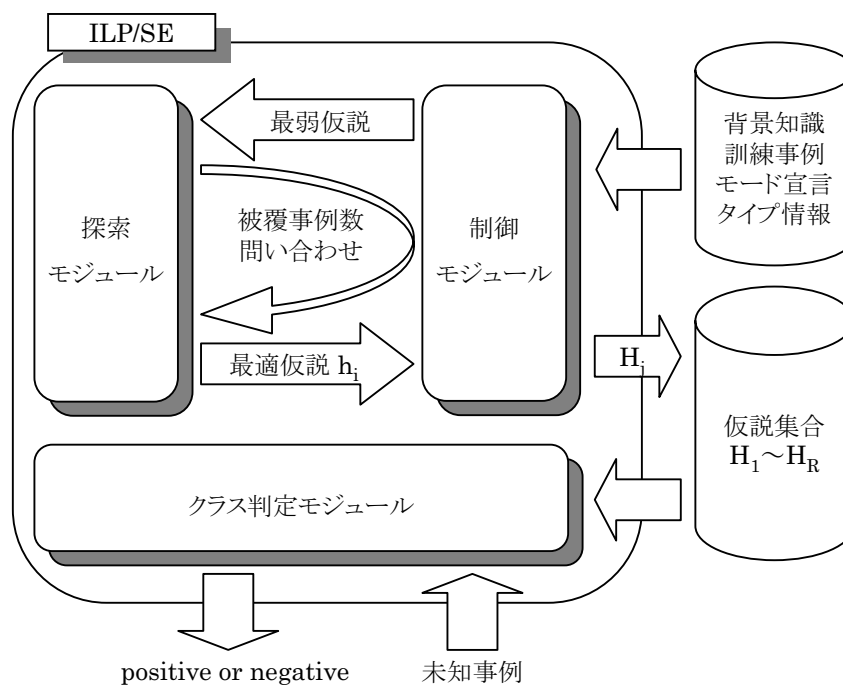 ILP/SE
最弱仮説
背景知識
訓練事例
モード宣言
タイプ情報
探索
モジュール
被覆事例数
問い合わせ
制御
モジュール
最適仮説 hi
Hi
仮説集合
H1～HR
クラス判定モジュール
positive or negative
未知事例